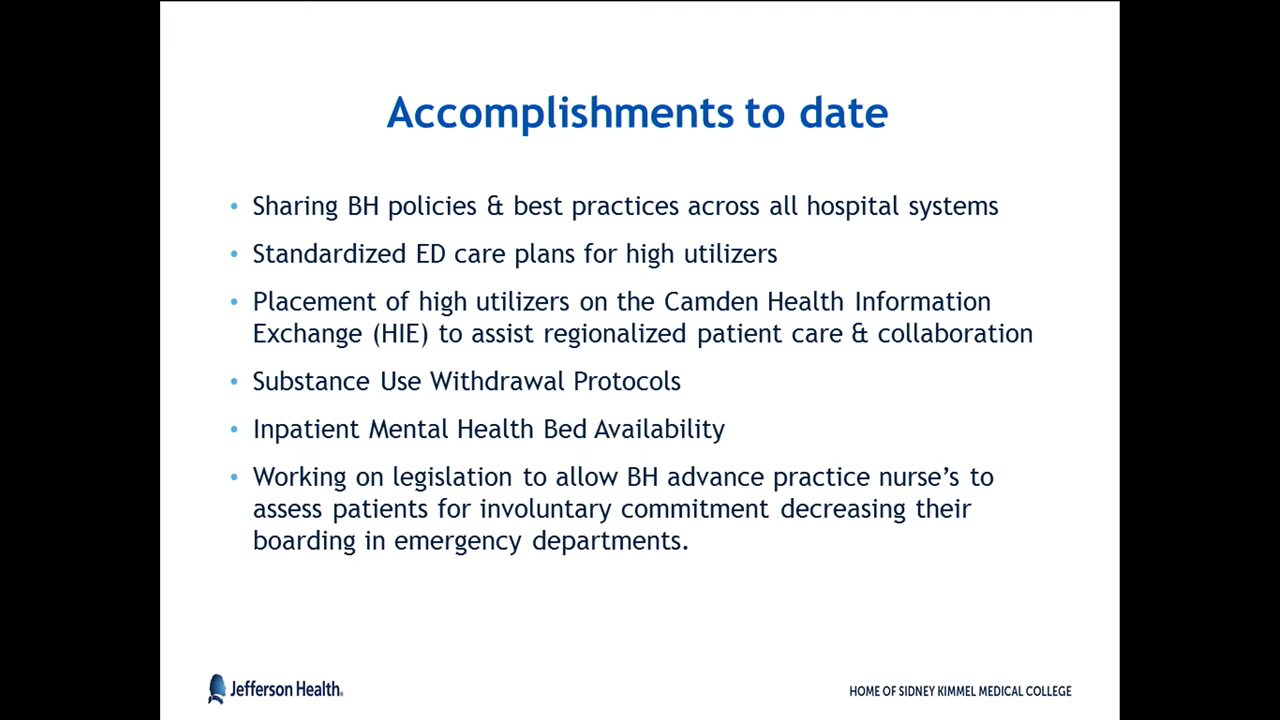 Accomplishments to date
• Sharing BH policies & best practices across all hospital systems
• Standardized ED care plans for high utilizers
• Placement of high utilizers on the Camden Health Information
Exchange (HIE) to assist regionalized patient care & collaboration
• Substance Use Withdrawal Protocols
• Inpatient Mental Health Bed Availability
• Working on legislation to allow BH advance practice nurse’s to
assess patients for involuntary commitment decreasing their
boarding in emergency departments.
Jefferson Health®
HOME OF SIDNEY KIMMEL MEDICAL COLLEGE